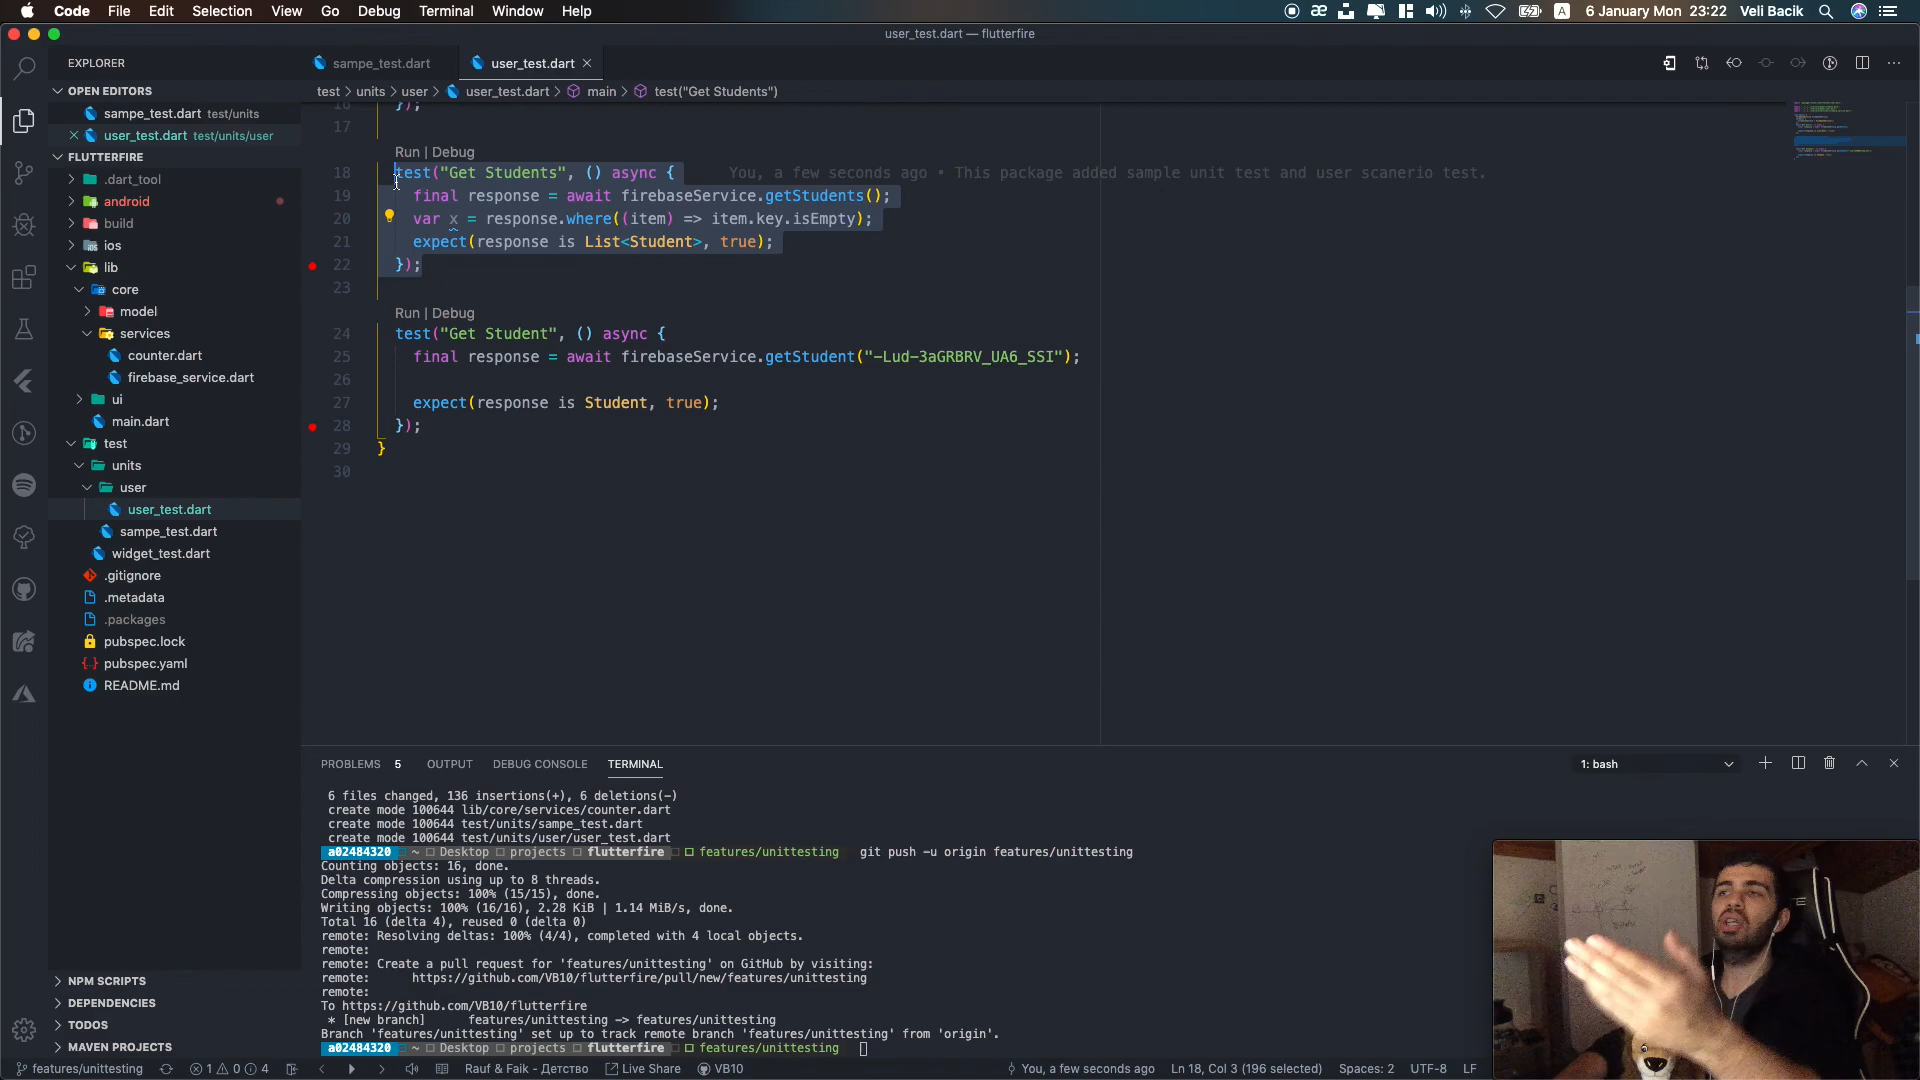 Code File Edit Selection View Go Debug Terminal Window Help
6 January Mon 23:22 Veli Bacik
user_test.dart — flutterfire
EXPLORER
OPEN EDITORS
sampe_test.dart test/units
user_test.dart test/units/user
FLUTTERFIRE
.dart_tool
android
build
ios
lib
core
model
services
counter.dart
firebase_service.dart
ui
main.dart
test
units
user
user_test.dart
sampe_test.dart
widget_test.dart
.gitignore
.metadata
.packages
pubspec.lock
pubspec.yaml
README.md
NPM SCRIPTS
DEPENDENCIES
TODOS
MAVEN PROJECTS
sampe_test.dart user_test.dart
test units user user_test.dart main test("Get Students")
16 });
17
Run | Debug
18 test("Get Students", () async { You, a few seconds ago • This package added sample unit test and user scanerio test.
19 final response = await firebaseService.getStudents();
20 var x = response.where((item) => item.key.isEmpty);
21 expect(response is List<Student>, true);
22 });
23
Run | Debug
24 test("Get Student", () async {
25 final response = await firebaseService.getStudent("-Lud-3aGRBRV_UA6_SSI");
26
27 expect(response is Student, true);
28 });
29 }
30
PROBLEMS 5 OUTPUT DEBUG CONSOLE TERMINAL
1: bash
6 files changed, 136 insertions(+), 6 deletions(-)
create mode 100644 lib/core/services/counter.dart
create mode 100644 test/units/sampe_test.dart
create mode 100644 test/units/user/user_test.dart
a02484320 ~ Desktop projects flutterfire features/unittesting git push -u origin features/unittesting
Counting objects: 16, done.
Delta compression using up to 8 threads.
Compressing objects: 100% (15/15), done.
Writing objects: 100% (16/16), 2.28 KiB | 1.14 MiB/s, done.
Total 16 (delta 4), reused 0 (delta 0)
remote: Resolving deltas: 100% (4/4), completed with 4 local objects.
remote:
remote: Create a pull request for 'features/unittesting' on GitHub by visiting:
remote: https://github.com/VB10/flutterfire/pull/new/features/unittesting
remote:
To https://github.com/VB10/flutterfire
* [new branch] features/unittesting -> features/unittesting
Branch 'features/unittesting' set up to track remote branch 'features/unittesting' from 'origin'.
a02484320 ~ Desktop projects flutterfire features/unittesting
features/unittesting 1 0 4 Rauf & Faik - Детство Live Share VB10 You, a few seconds ago Ln 18, Col 3 (196 selected) Spaces: 2 UTF-8 LF